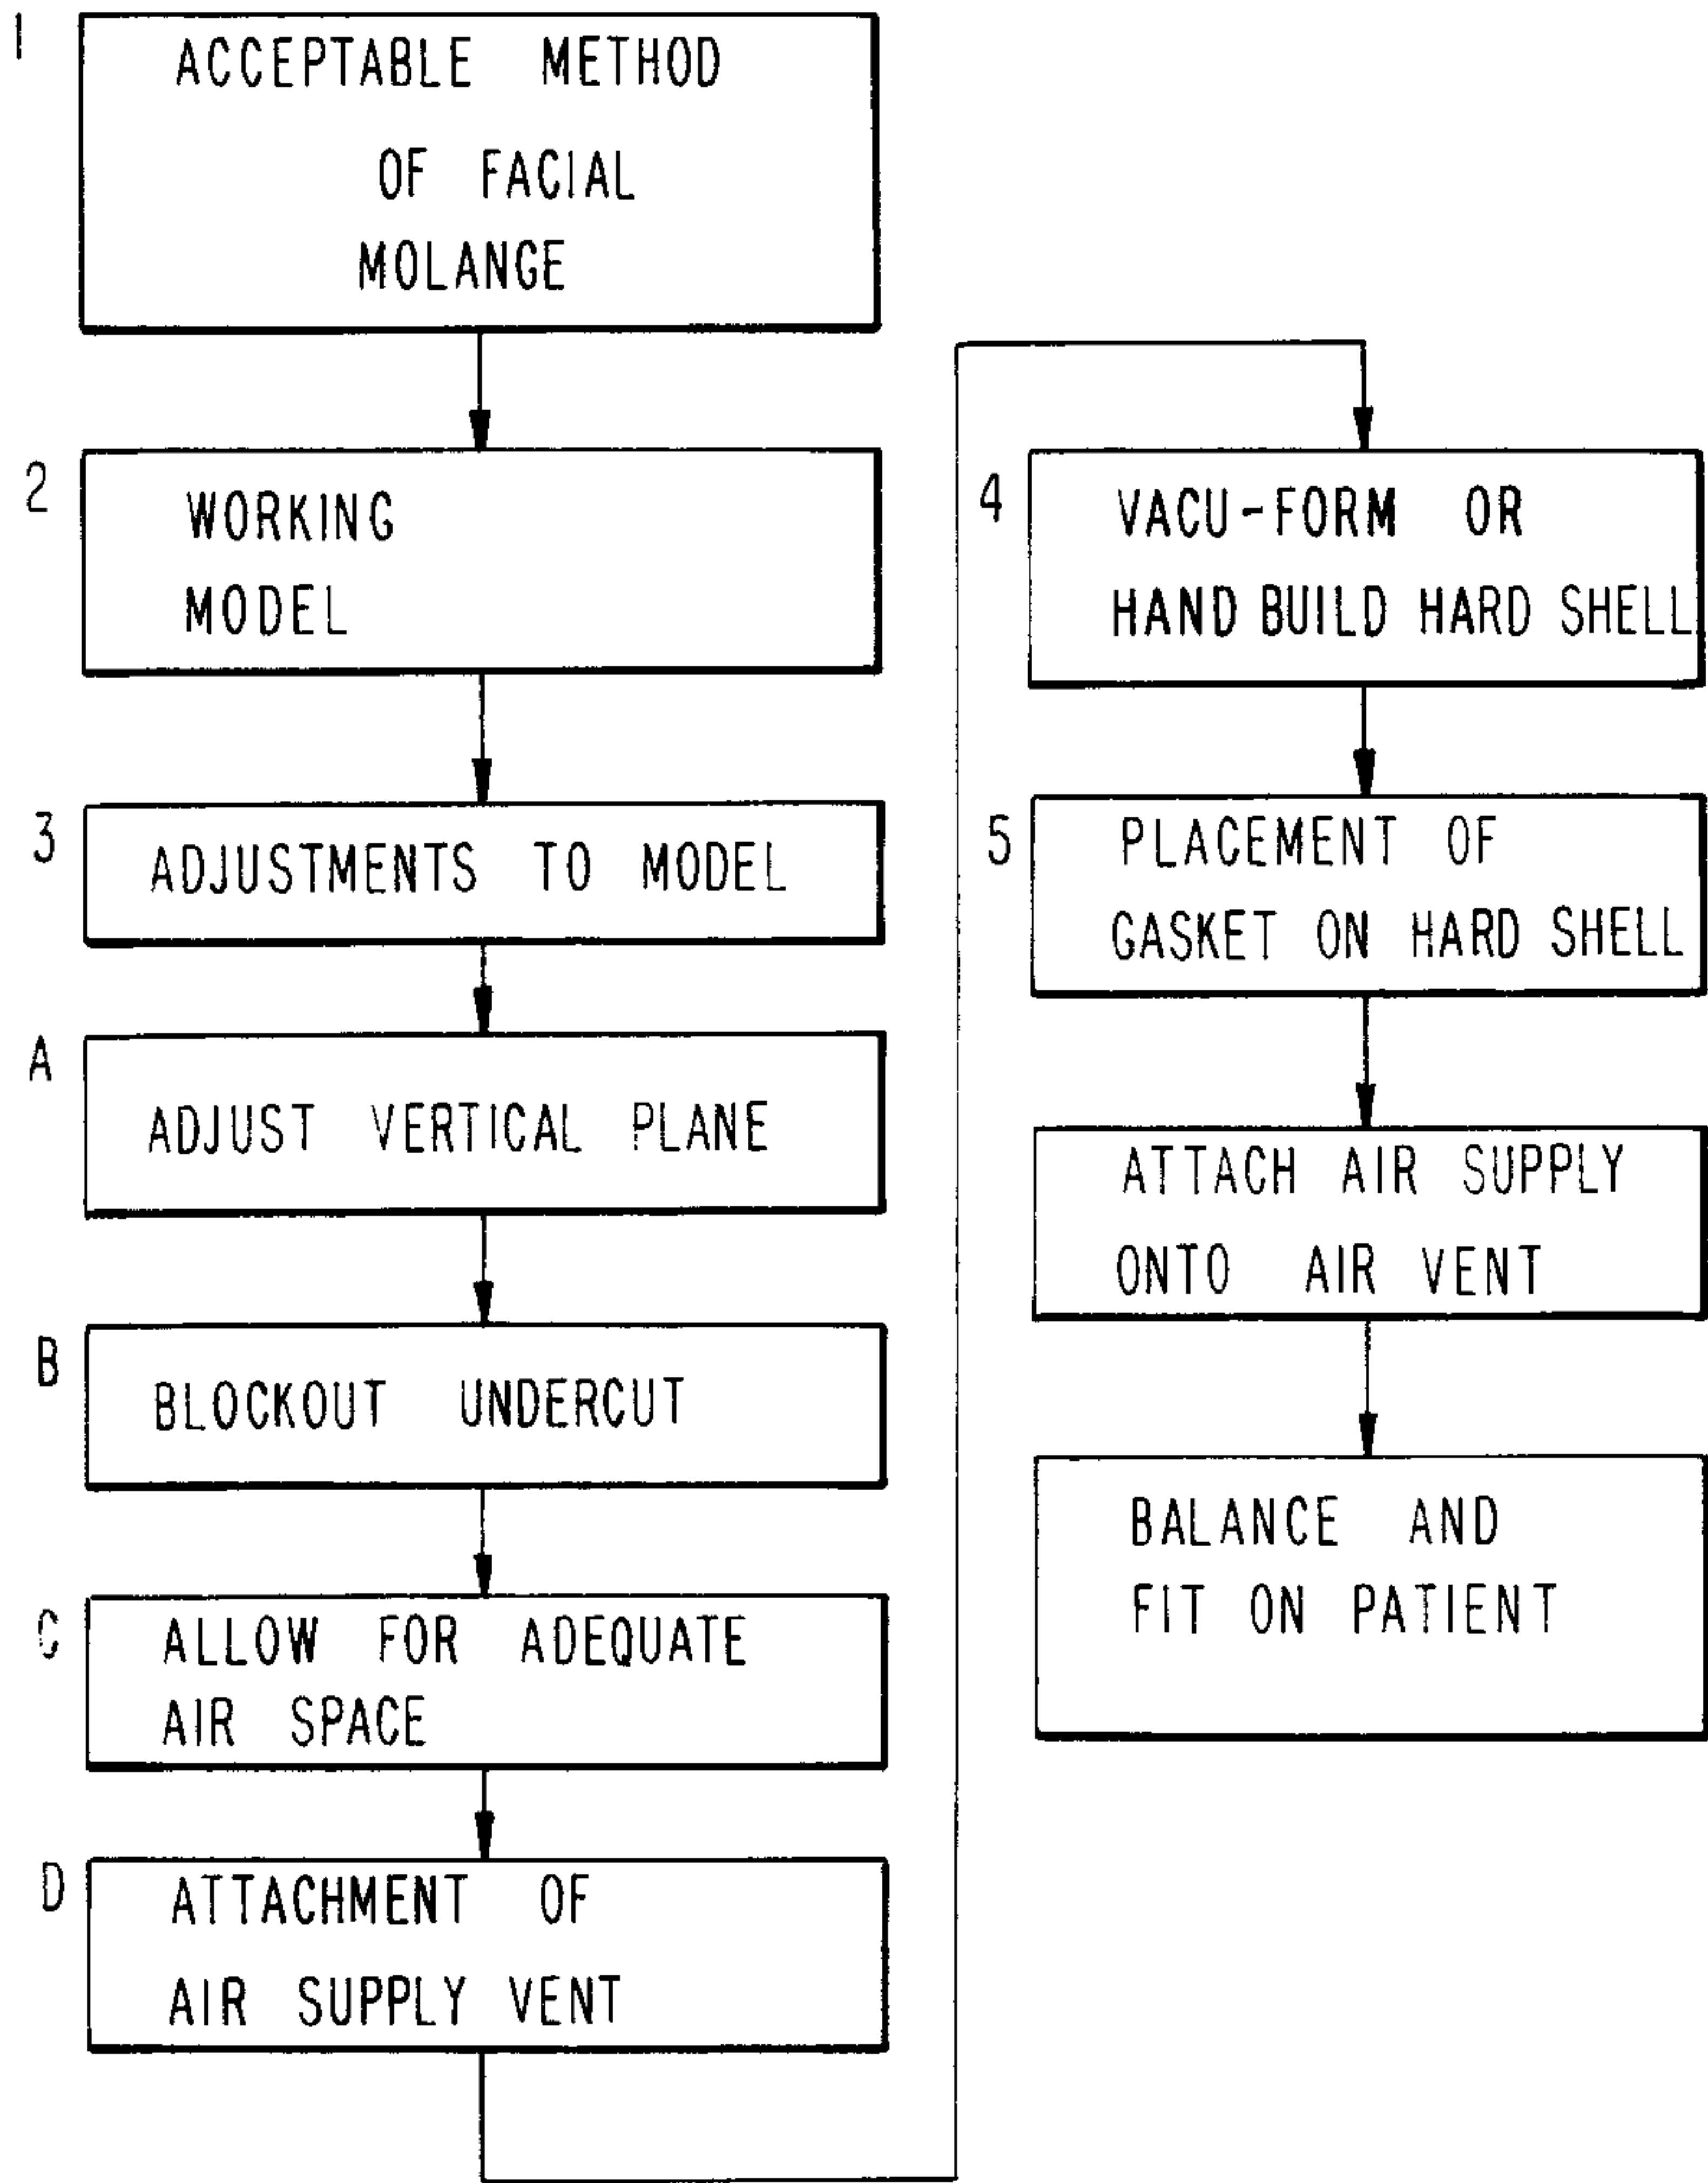 1
ACCEPTABLE METHOD
OF FACIAL
MOLANGE
2
WORKING
MODEL
3
ADJUSTMENTS TO MODEL
A
ADJUST VERTICAL PLANE
B
BLOCKOUT UNDERCUT
C
ALLOW FOR ADEQUATE
AIR SPACE
D
ATTACHMENT OF
AIR SUPPLY VENT
4
VACU-FORM OR
HAND BUILD HARD SHELL
5
PLACEMENT OF
GASKET ON HARD SHELL
ATTACH AIR SUPPLY
ONTO AIR VENT
BALANCE AND
FIT ON PATIENT